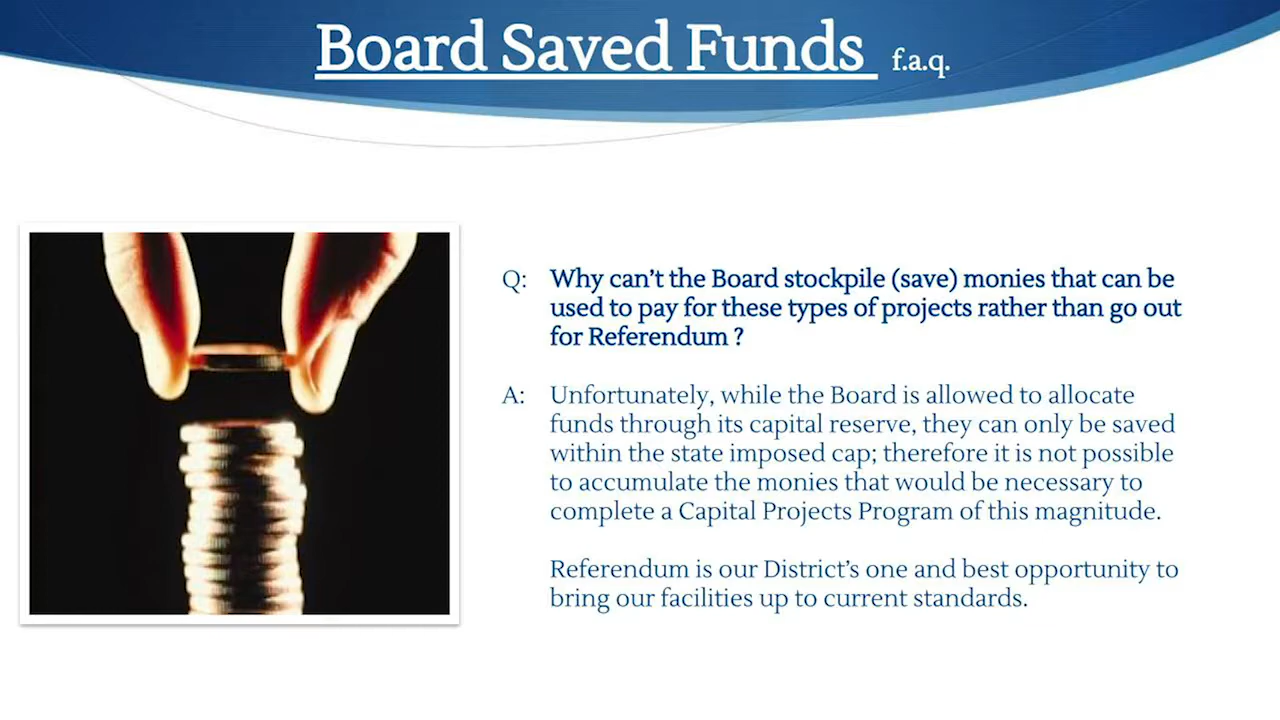 Board Saved Funds f.a.q.
Q: Why can't the Board stockpile (save) monies that can be
used to pay for these types of projects rather than go out
for Referendum ?
A: Unfortunately, while the Board is allowed to allocate
funds through its capital reserve, they can only be saved
within the state imposed cap; therefore it is not possible
to accumulate the monies that would be necessary to
complete a Capital Projects Program of this magnitude.
Referendum is our District's one and best opportunity to
bring our facilities up to current standards.